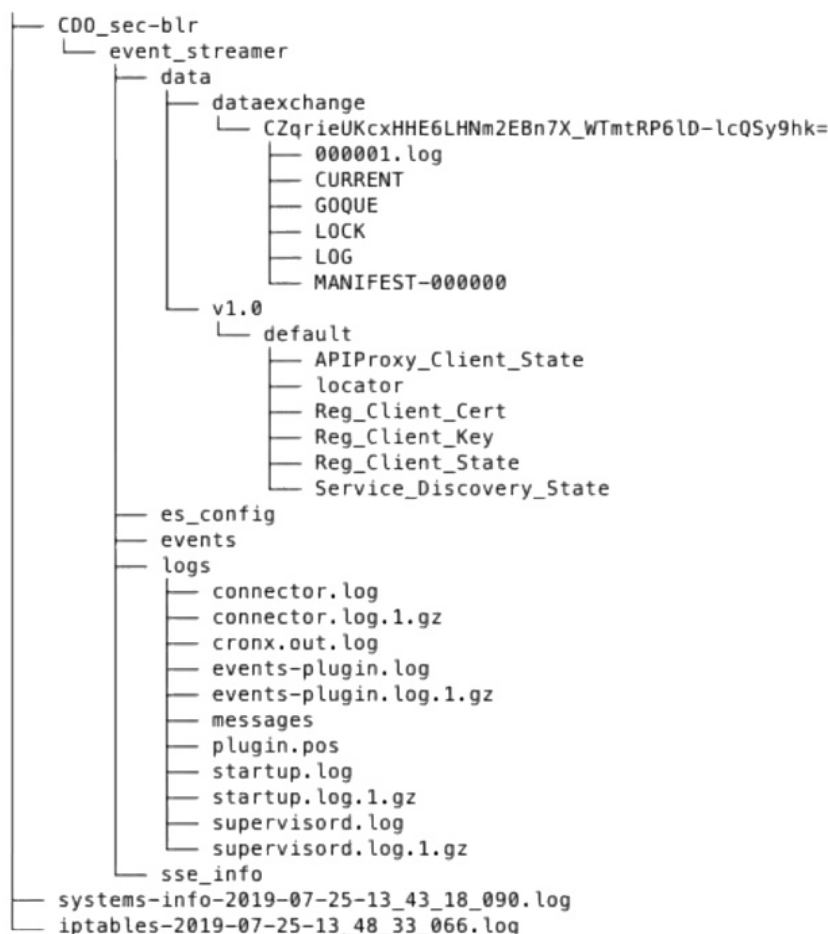 ├── CDO_sec-blr
│   └── event_streamer
│       ├── data
│       │   ├── dataexchange
│       │   │   └── CZqrieUKcxHHE6LHNm2EBn7X_WTmtRP6lD-lcQSy9hk=
│       │   │       ├── 000001.log
│       │   │       ├── CURRENT
│       │   │       ├── GOQUE
│       │   │       ├── LOCK
│       │   │       ├── LOG
│       │   │       └── MANIFEST-000000
│       │   └── v1.0
│       │       └── default
│       │           ├── APIProxy_Client_State
│       │           ├── locator
│       │           ├── Reg_Client_Cert
│       │           ├── Reg_Client_Key
│       │           ├── Reg_Client_State
│       │           └── Service_Discovery_State
│       ├── es_config
│       ├── events
│       ├── logs
│       │   ├── connector.log
│       │   ├── connector.log.1.gz
│       │   ├── cronx.out.log
│       │   ├── events-plugin.log
│       │   ├── events-plugin.log.1.gz
│       │   ├── messages
│       │   ├── plugin.pos
│       │   ├── startup.log
│       │   ├── startup.log.1.gz
│       │   ├── supervisord.log
│       │   └── supervisord.log.1.gz
│       └── sse_info
├── systems-info-2019-07-25-13_43_18_090.log
└── iptables-2019-07-25-13_48_33_066.log